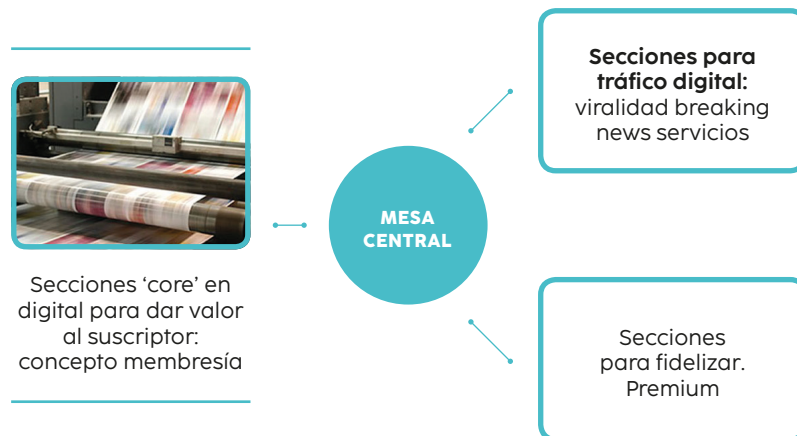 Secciones ‘core’ en
digital para dar valor
al suscriptor:
concepto membresía
MESA
CENTRAL
Secciones para
tráfico digital:
viralidad breaking
news servicios
Secciones
para fidelizar.
Premium